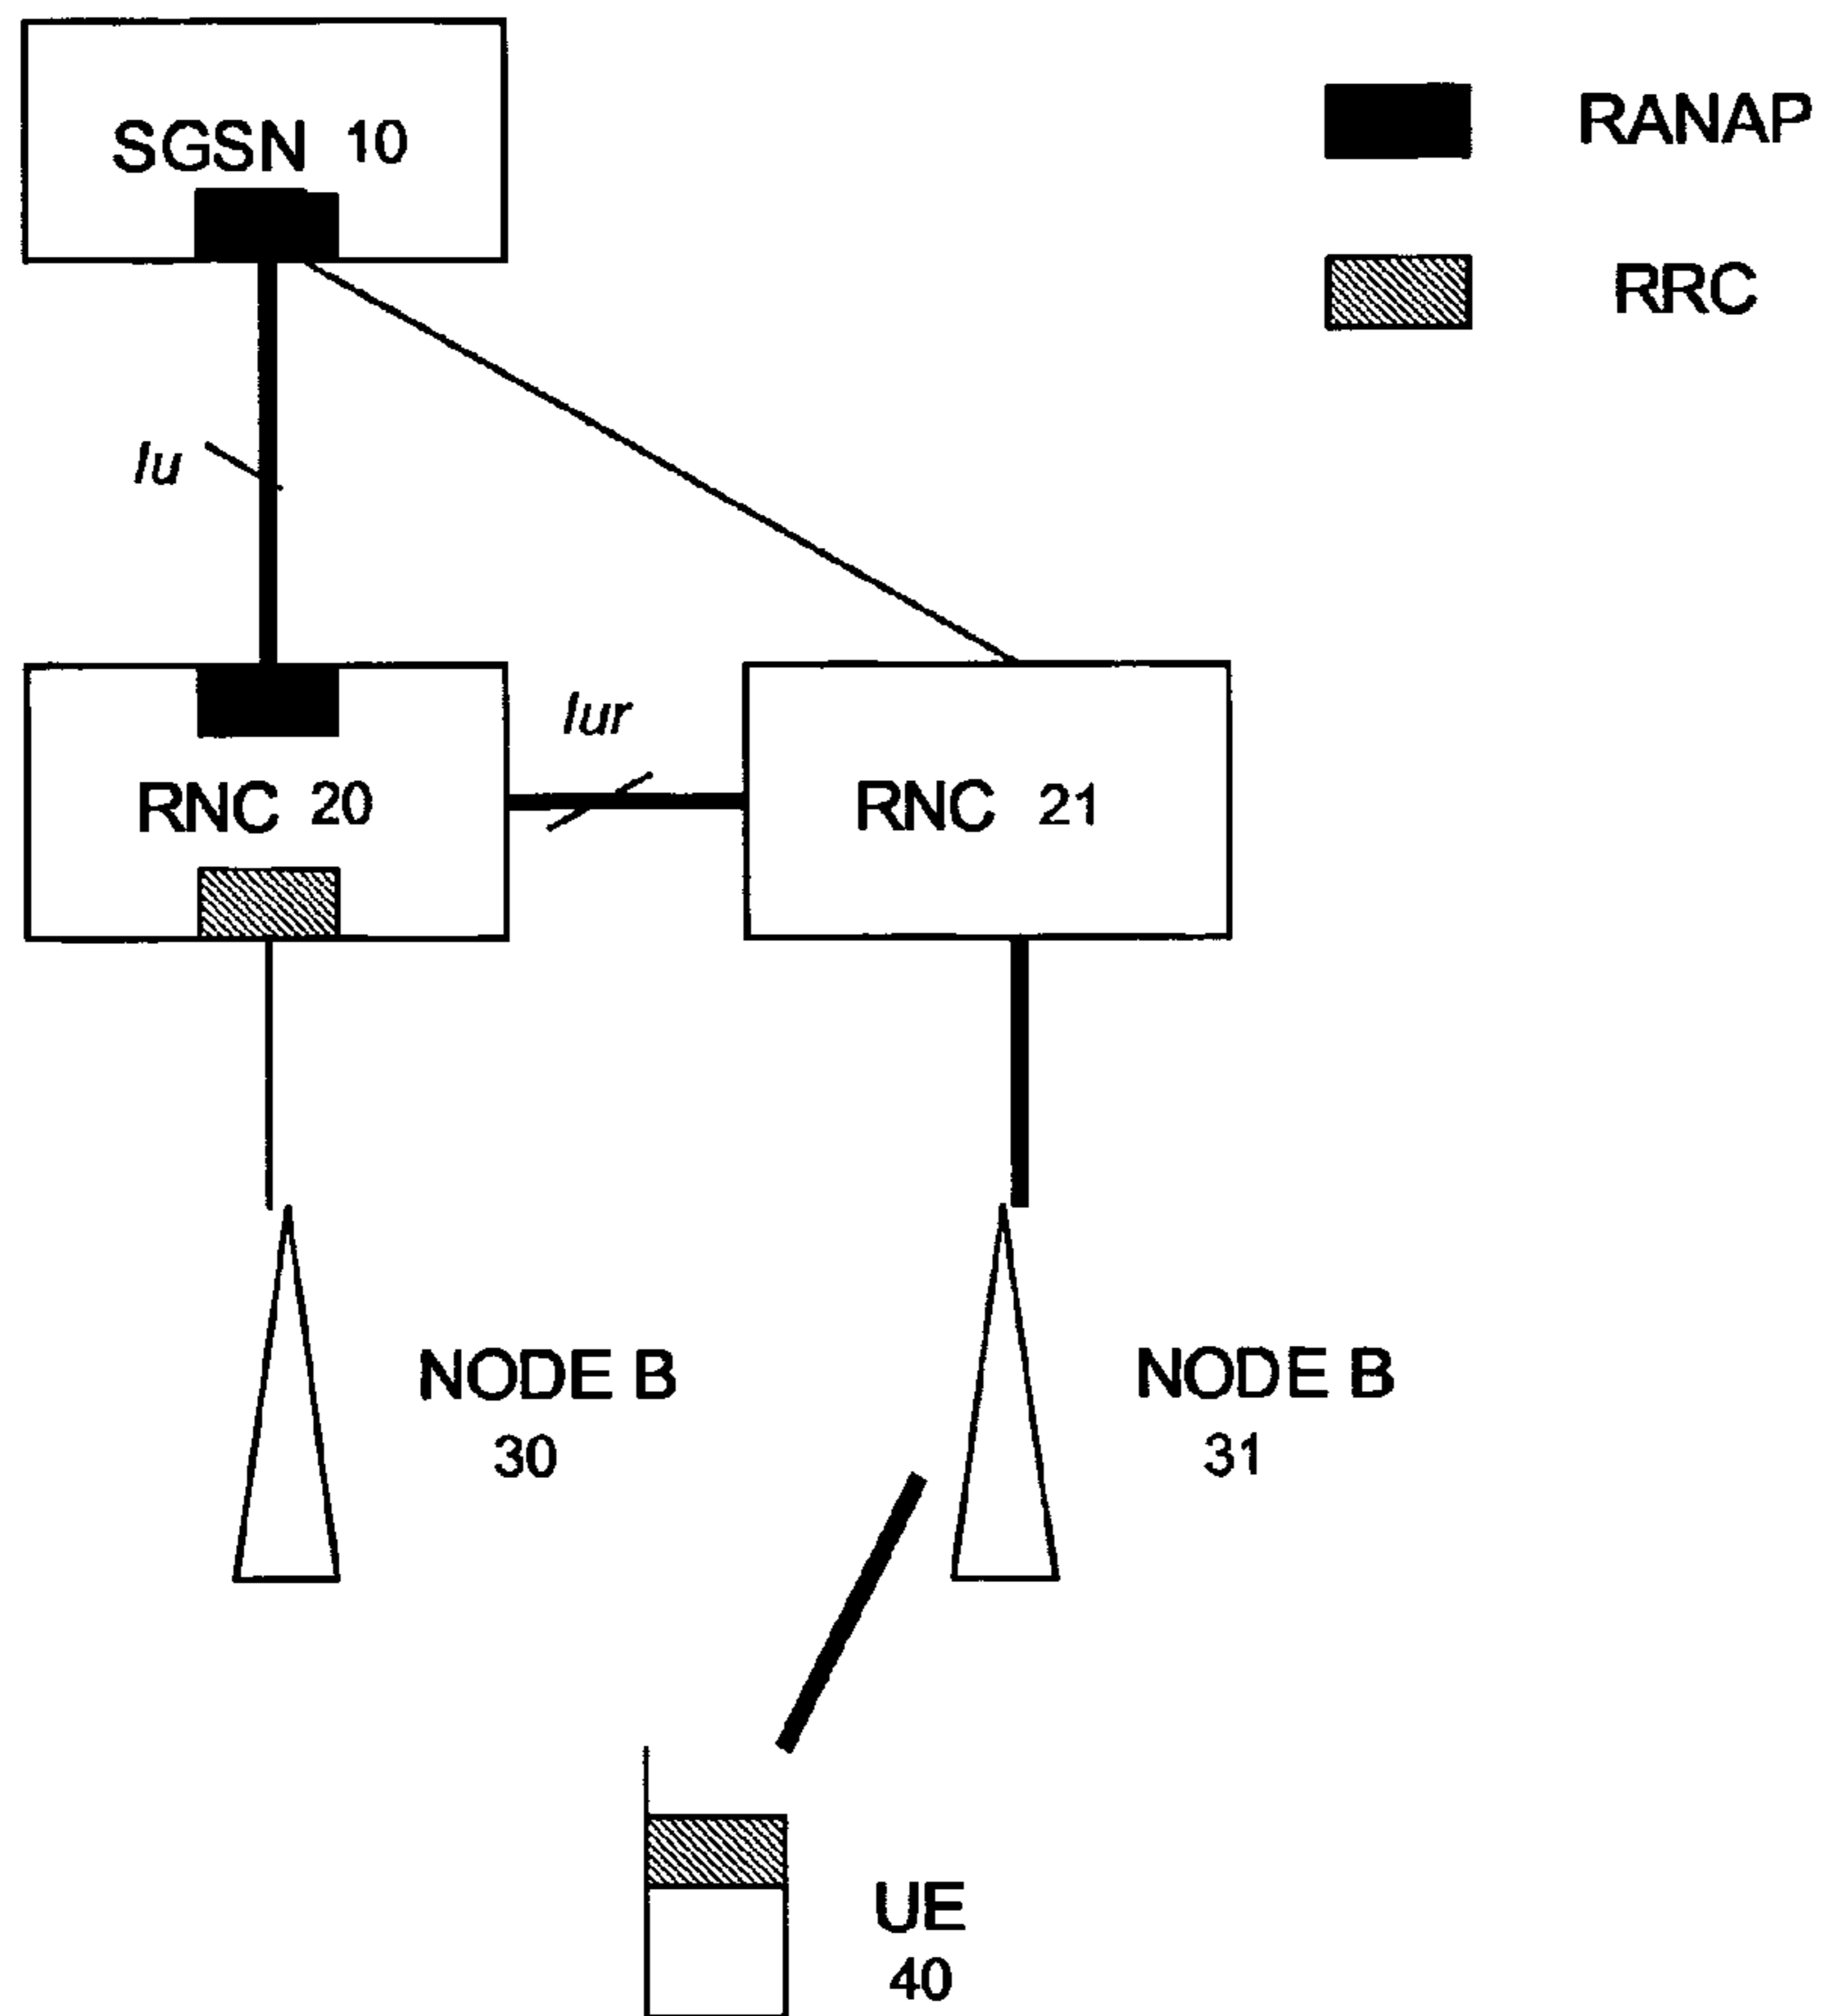 SGSN 10
RANAP
RRC
Iu
Iur
RNC 20
RNC 21
NODE B
30
NODE B
31
UE
40